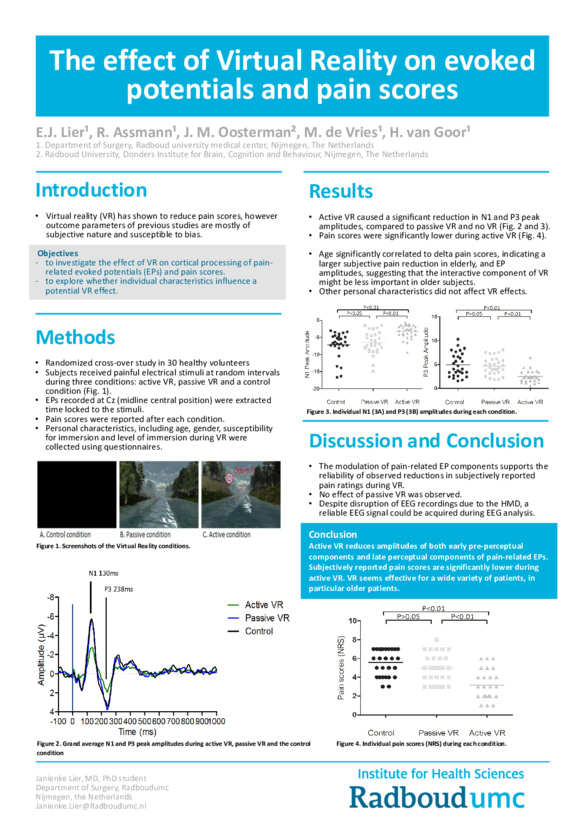 The effect of Virtual Reality on evoked
potentials and pain scores
E.J. Lier¹, R. Assmann¹, J. M. Oosterman², M. de Vries¹, H. van Goor¹
1. Department of Surgery, Radboud university medical center, Nijmegen, The Netherlands
2. Radboud University, Donders Institute for Brain, Cognition and Behaviour, Nijmegen, The Netherlands
Introduction
• Virtual reality (VR) has shown to reduce pain scores, however
outcome parameters of previous studies are mostly of
subjective nature and susceptible to bias.
Objectives
- to investigate the effect of VR on cortical processing of pain-
related evoked potentials (EPs) and pain scores.
- to explore whether individual characteristics influence a
potential VR effect.
Methods
• Randomized cross-over study in 30 healthy volunteers
• Subjects received painful electrical stimuli at random intervals
during three conditions: active VR, passive VR and a control
condition (Fig. 1).
• EPs recorded at Cz (midline central position) were extracted
time locked to the stimuli.
• Pain scores were reported after each condition.
• Personal characteristics, including age, gender, susceptibility
for immersion and level of immersion during VR were
collected using questionnaires.
A. Control condition
B. Passive condition
C. Active condition
Figure 1. Screenshots of the Virtual Reality conditions.
N1 130ms
P3 238ms
Active VR
Passive VR
Control
Amplitude (µV)
-8
-6
-4
-2
0
2
4
-100 0 100 200 300 400 500 600 700 800 900 1000
Time (ms)
Figure 2. Grand average N1 and P3 peak amplitudes during active VR, passive VR and the control
condition
Janienke Lier, MD, PhD student
Department of Surgery, Radboudumc
Nijmegen, the Netherlands
Janienke.Lier@Radboudumc.nl
Results
• Active VR caused a significant reduction in N1 and P3 peak
amplitudes, compared to passive VR and no VR (Fig. 2 and 3).
• Pain scores were significantly lower during active VR (Fig. 4).
• Age significantly correlated to delta pain scores, indicating a
larger subjective pain reduction in elderly, and EP
amplitudes, suggesting that the interactive component of VR
might be less important in older subjects.
• Other personal characteristics did not affect VR effects.
P<0.01
P>0.05 P<0.01
N1 Peak Amplitude
0
-5
-10
-15
-20
Control Passive VR Active VR
P<0.01
P>0.05 P<0.01
P3 Peak Amplitude
15
10
5
0
Control Passive VR Active VR
Figure 3. Individual N1 (3A) and P3 (3B) amplitudes during each condition.
Discussion and Conclusion
• The modulation of pain-related EP components supports the
reliability of observed reductions in subjectively reported
pain ratings during VR.
• No effect of passive VR was observed.
• Despite disruption of EEG recordings due to the HMD, a
reliable EEG signal could be acquired during EEG analysis.
Conclusion
Active VR reduces amplitudes of both early pre-perceptual
components and late perceptual components of pain-related EPs.
Subjectively reported pain scores are significantly lower during
active VR. VR seems effective for a wide variety of patients, in
particular older patients.
P<0.01
P>0.05 P<0.01
Pain scores (NRS)
10
8
6
4
2
0
Control Passive VR Active VR
Figure 4. Individual pain scores (NRS) during each condition.
Institute for Health Sciences
Radboudumc